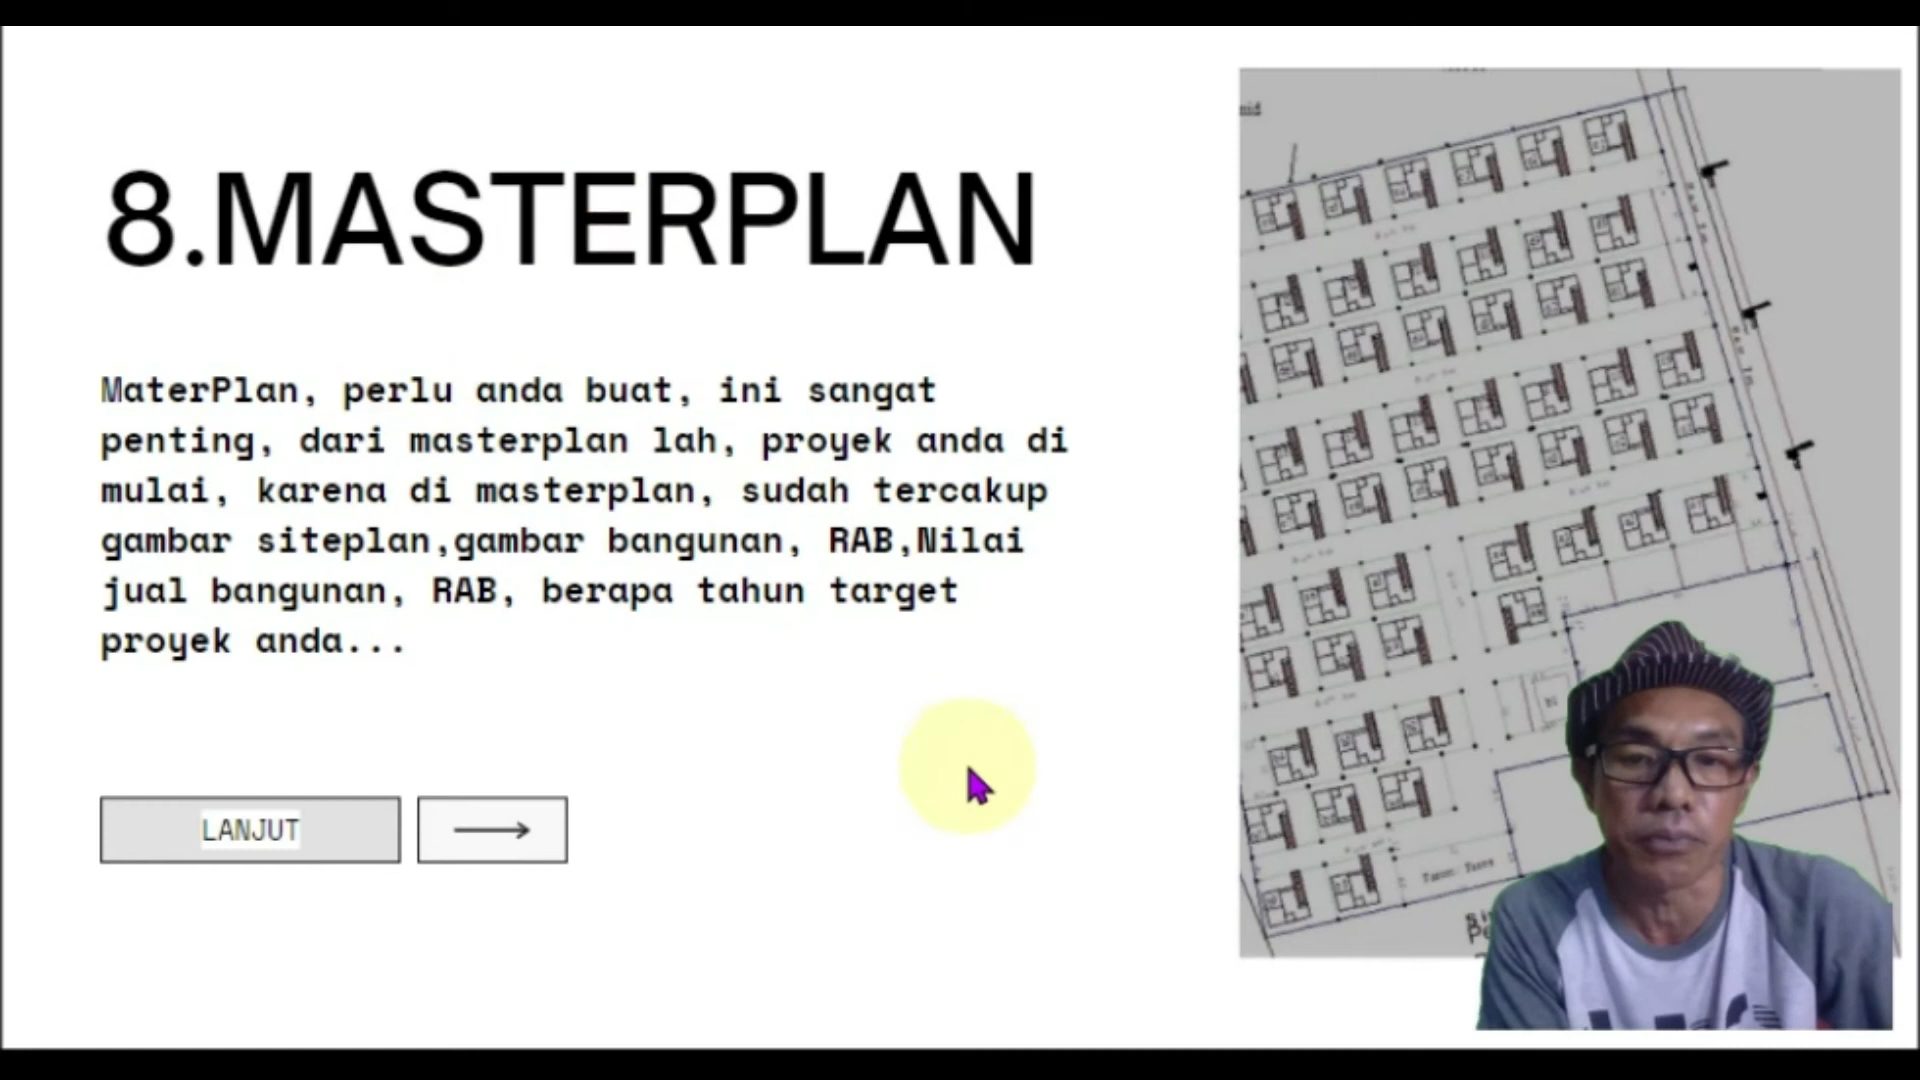 8.MASTERPLAN
MaterPlan, perlu anda buat, ini sangat
penting, dari masterplan lah, proyek anda di
mulai, karena di masterplan, sudah tercakup
gambar siteplan,gambar bangunan, RAB,Nilai
jual bangunan, RAB, berapa tahun target
proyek anda...
LANJUT